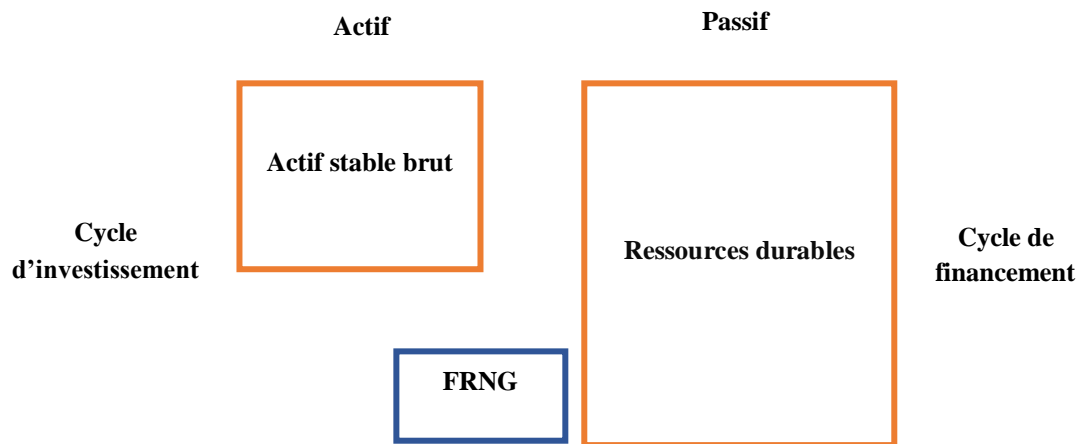 Actif
Passif
Actif stable brut
Cycle
d’investissement
Ressources durables
Cycle de
financement
FRNG